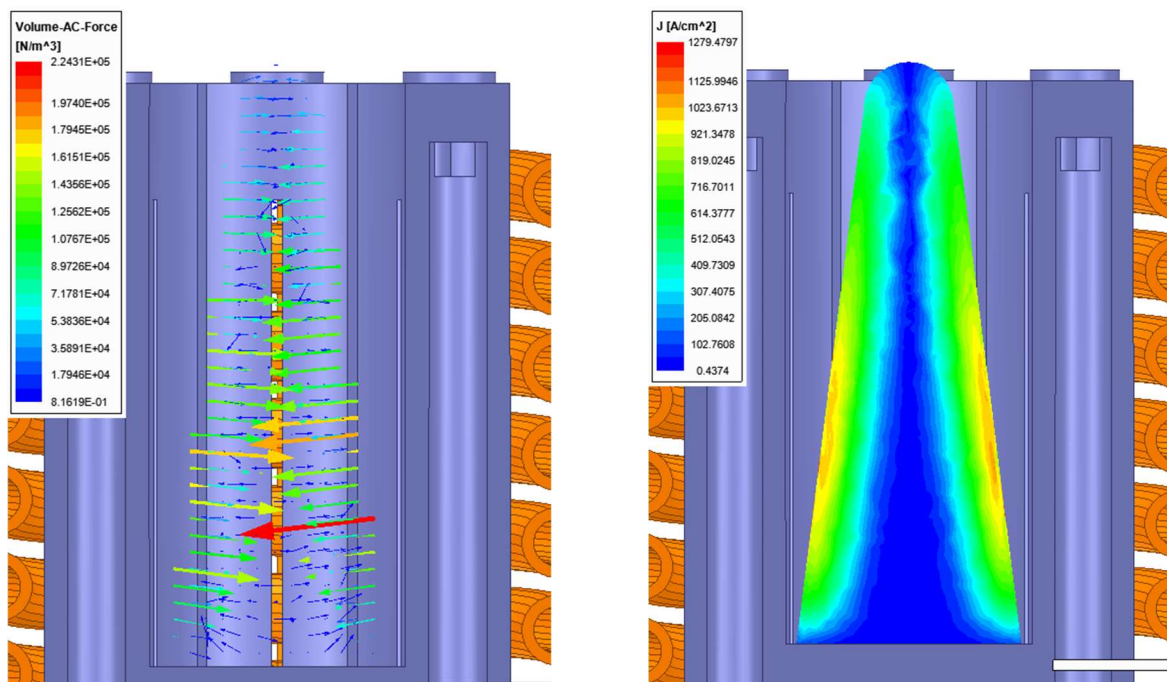 Volume-AC-Force
[N/m^3]
2.2431E+05
1.9740E+05
1.7945E+05
1.6151E+05
1.4356E+05
1.2562E+05
1.0767E+05
8.9726E+04
7.1781E+04
5.3836E+04
3.5891E+04
1.7946E+04
8.1619E-01
J [A/cm^2]
1279.4797
1125.9946
1023.6713
921.3478
819.0245
716.7011
614.3777
512.0543
409.7309
307.4075
205.0842
102.7608
0.4374